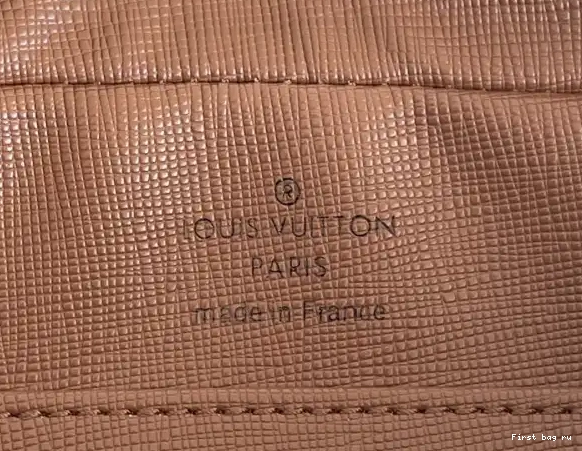 ®
LOUIS VUITTON
PARIS
made in France
First bag ru